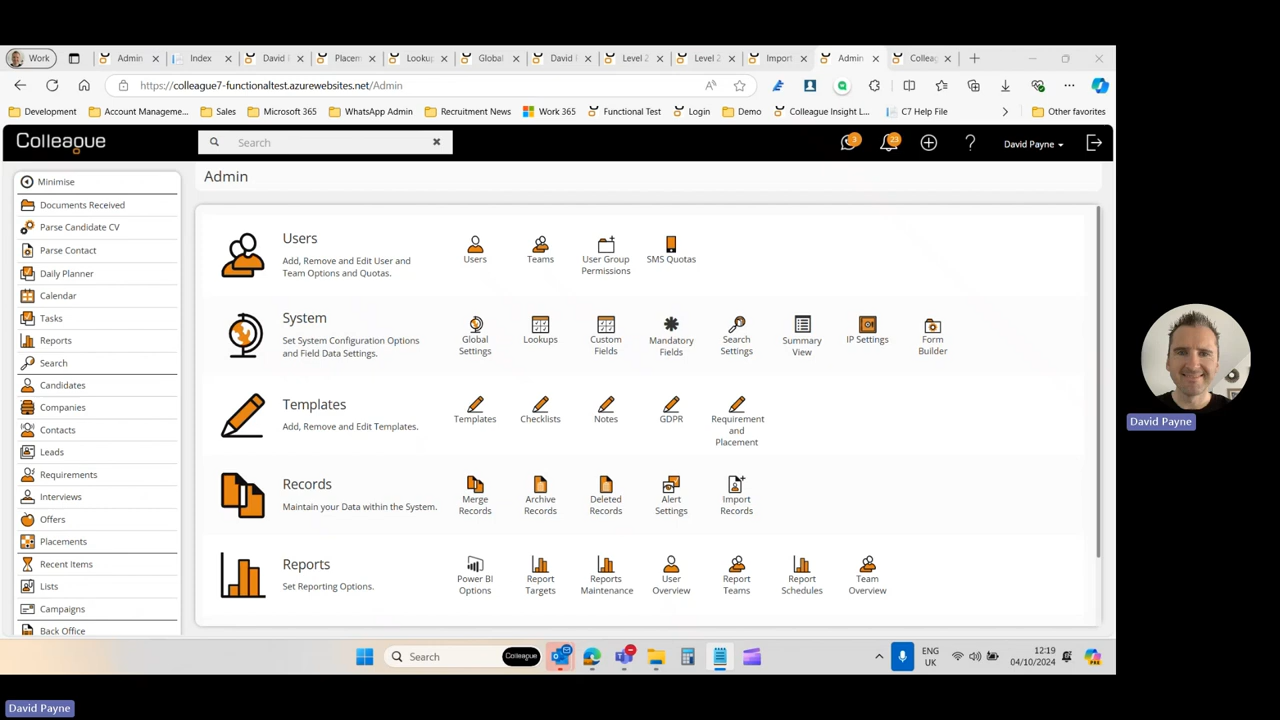 Work
Admin
Index
David
Placem
Lookup
Global
David
Level 2
Level 2
Import
Admin
Colleag
https://colleague7-functionaltest.azurewebsites.net/Admin
Development
Account Manageme...
Sales
Microsoft 365
WhatsApp Admin
Recruitment News
Work 365
Functional Test
Login
Demo
Colleague Insight L...
C7 Help File
Other favorites
Colleague
Search
3
23
David Payne
Minimise
Documents Received
Parse Candidate CV
Parse Contact
Daily Planner
Calendar
Tasks
Reports
Search
Candidates
Companies
Contacts
Leads
Requirements
Interviews
Offers
Placements
Recent Items
Lists
Campaigns
Back Office
Admin
Users
Add, Remove and Edit User and
Team Options and Quotas.
Users
Teams
User Group
Permissions
SMS Quotas
System
Set System Configuration Options
and Field Data Settings.
Global
Settings
Lookups
Custom
Fields
Mandatory
Fields
Search
Settings
Summary
View
IP Settings
Form
Builder
Templates
Add, Remove and Edit Templates.
Templates
Checklists
Notes
GDPR
Requirement
and
Placement
Records
Maintain your Data within the System.
Merge
Records
Archive
Records
Deleted
Records
Alert
Settings
Import
Records
Reports
Set Reporting Options.
Power BI
Options
Report
Targets
Reports
Maintenance
User
Overview
Report
Teams
Report
Schedules
Team
Overview
Search
Colleague
ENG
UK
12:19
04/10/2024
David Payne
David Payne